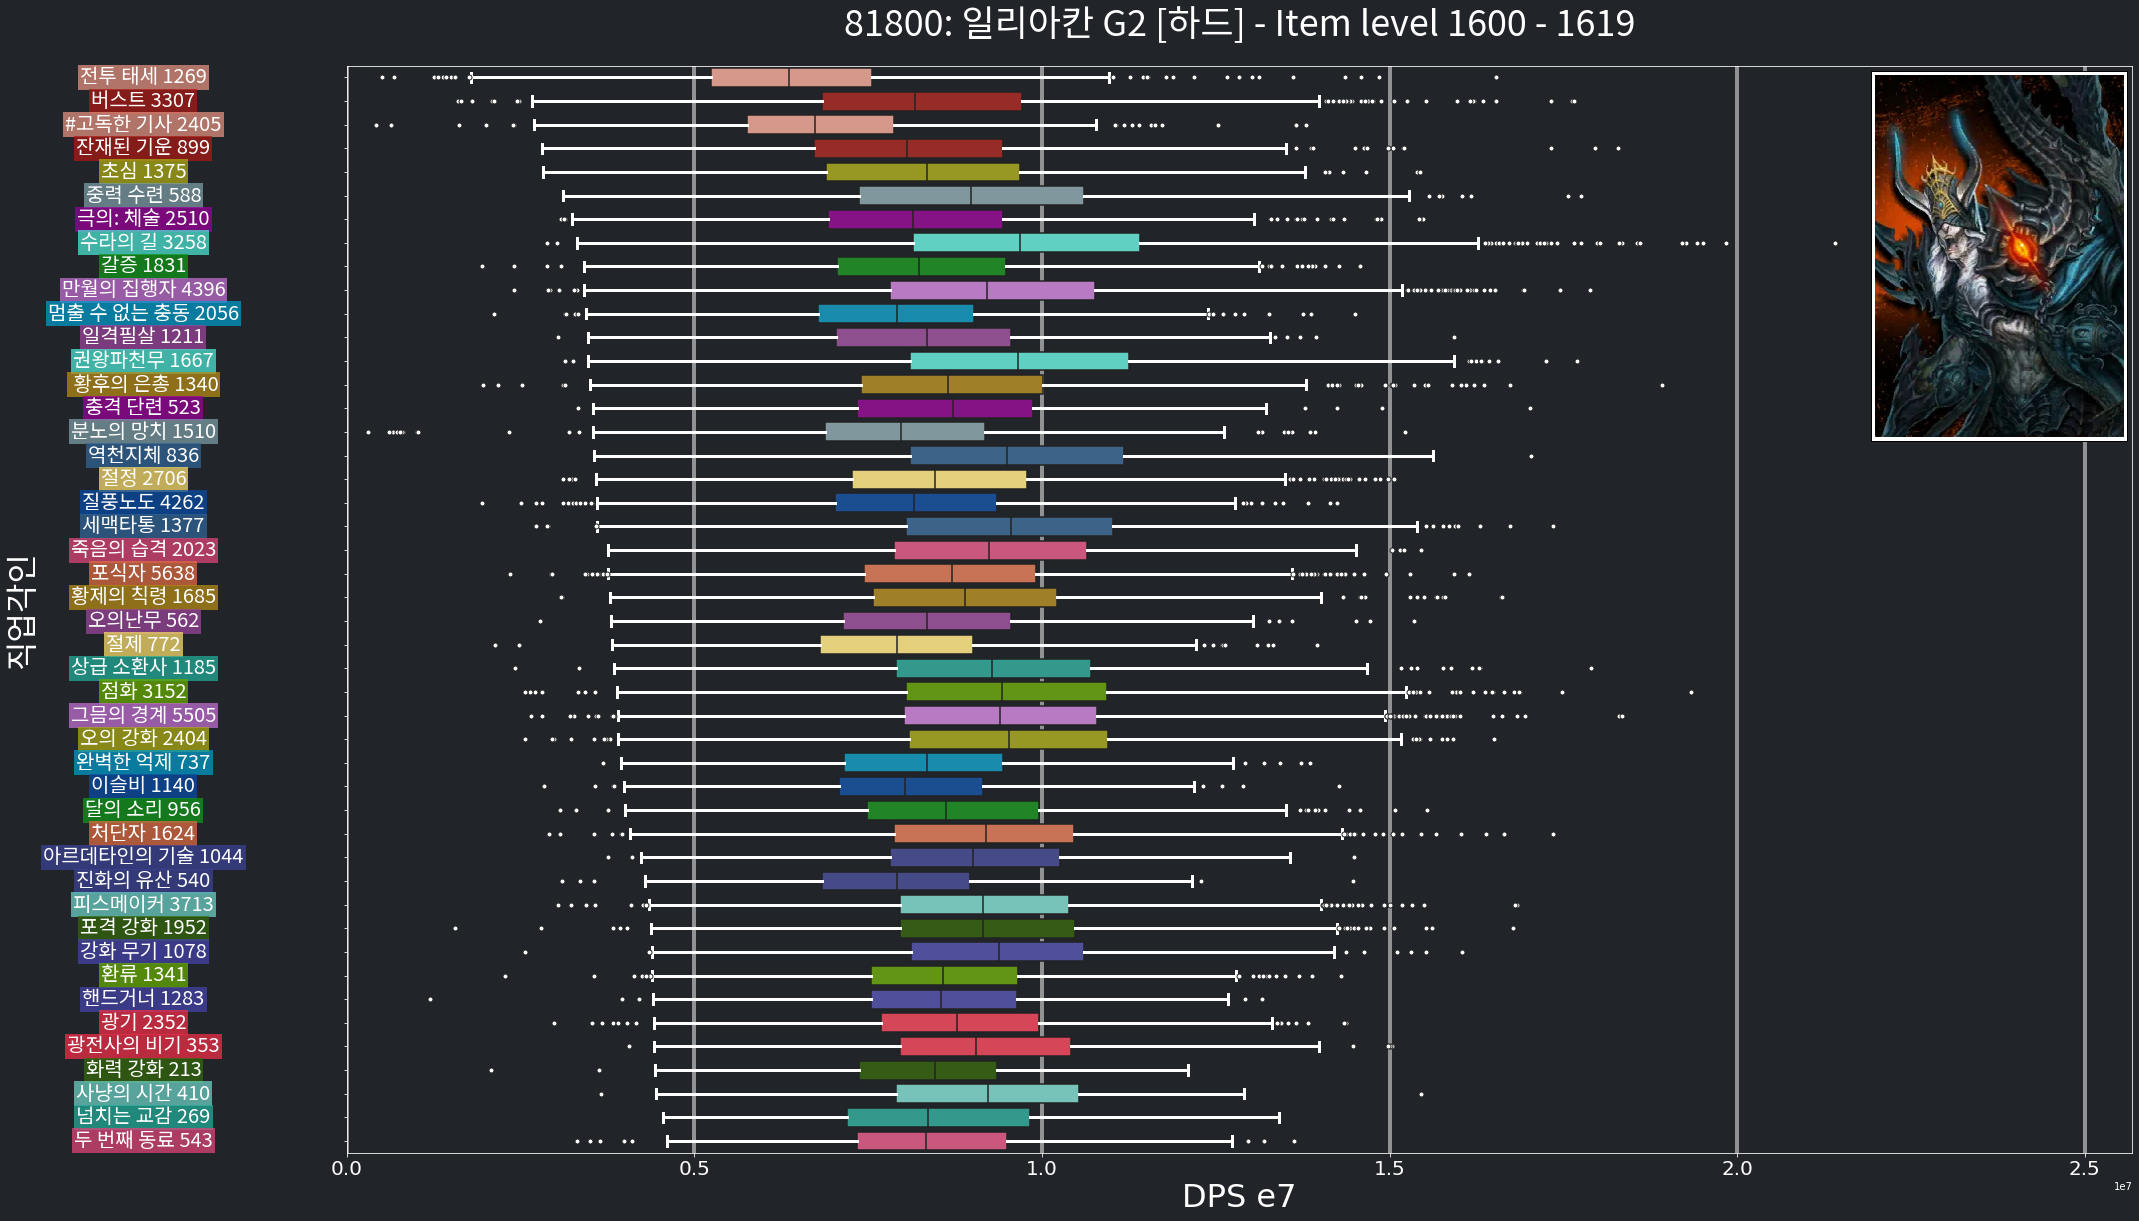 81800: 일리아칸 G2 [하드] - Item level 1600 - 1619
직업각인
전투 태세 1269
버스트 3307
#고독한 기사 2405
잔재된 기운 899
초심 1375
중력 수련 588
극의: 체술 2510
수라의 길 3258
갈증 1831
만월의 집행자 4396
멈출 수 없는 충동 2056
일격필살 1211
권왕파천무 1667
황후의 은총 1340
충격 단련 523
분노의 망치 1510
역천지체 836
절정 2706
질풍노도 4262
세맥타통 1377
죽음의 습격 2023
포식자 5638
황제의 칙령 1685
오의난무 562
절제 772
상급 소환사 1185
점화 3152
그믐의 경계 5505
오의 강화 2404
완벽한 억제 737
이슬비 1140
달의 소리 956
처단자 1624
아르데타인의 기술 1044
진화의 유산 540
피스메이커 3713
포격 강화 1952
강화 무기 1078
환류 1341
핸드거너 1283
광기 2352
광전사의 비기 353
화력 강화 213
사냥의 시간 410
넘치는 교감 269
두 번째 동료 543
0.0 0.5 1.0 1.5 2.0 2.5
1e7
DPS e7